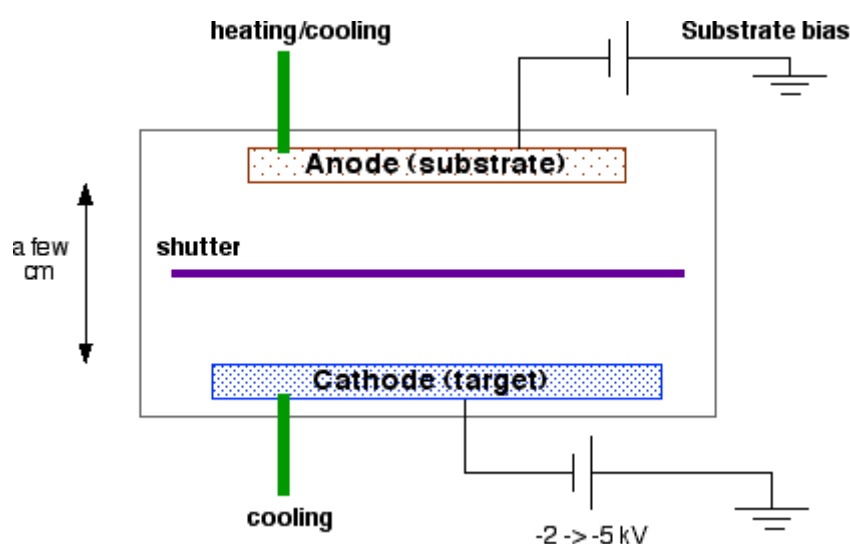 heating/cooling
Substrate bias
Anode (substrate)
a few
cm
shutter
Cathode (target)
cooling
-2 -> -5 kV